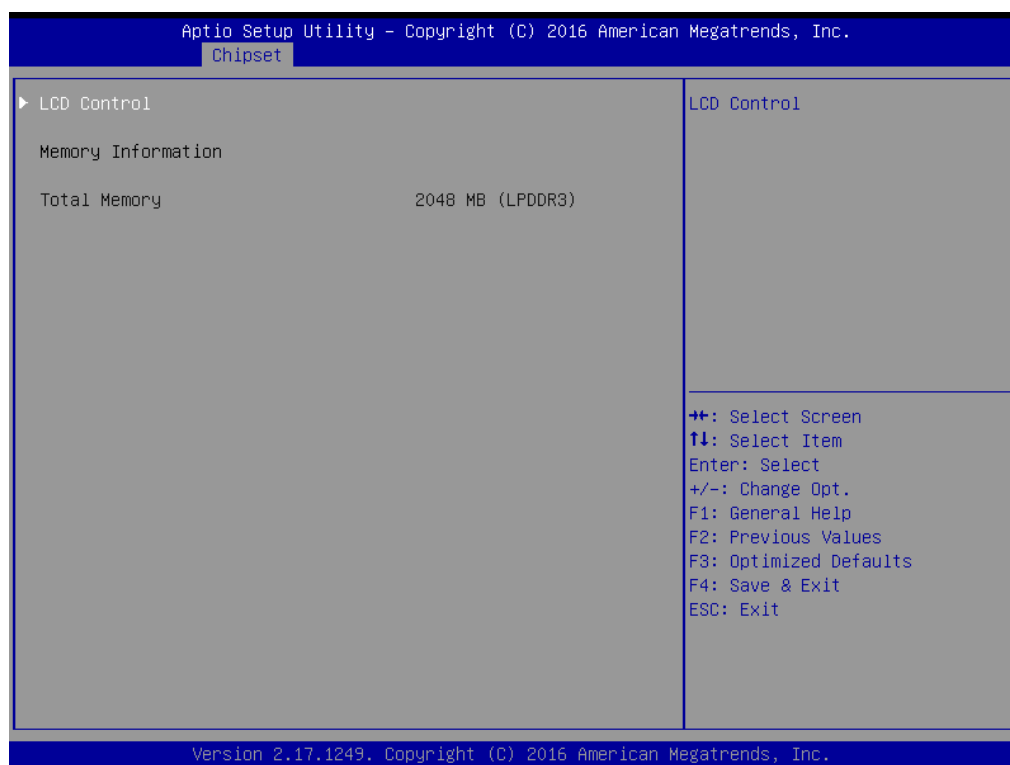 Aptio Setup Utility – Copyright (C) 2016 American Megatrends, Inc.
Chipset
▶ LCD Control
Memory Information
Total Memory 2048 MB (LPDDR3)
LCD Control
→←: Select Screen
↑↓: Select Item
Enter: Select
+/-: Change Opt.
F1: General Help
F2: Previous Values
F3: Optimized Defaults
F4: Save & Exit
ESC: Exit
Version 2.17.1249. Copyright (C) 2016 American Megatrends, Inc.